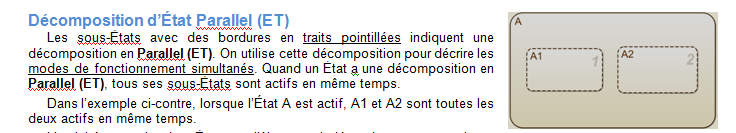 Décomposition d'État Parallel (ET)
Les sous-États avec des bordures en traits pointillées indiquent une
décomposition en Parallel (ET). On utilise cette décomposition pour décrire les
modes de fonctionnement simultanés. Quand un État a une décomposition en
Parallel (ET), tous ses sous-États sont actifs en même temps.
Dans l'exemple ci-contre, lorsque l'État A est actif, A1 et A2 sont toutes les
deux actifs en même temps.
A
A1 1
A2 2